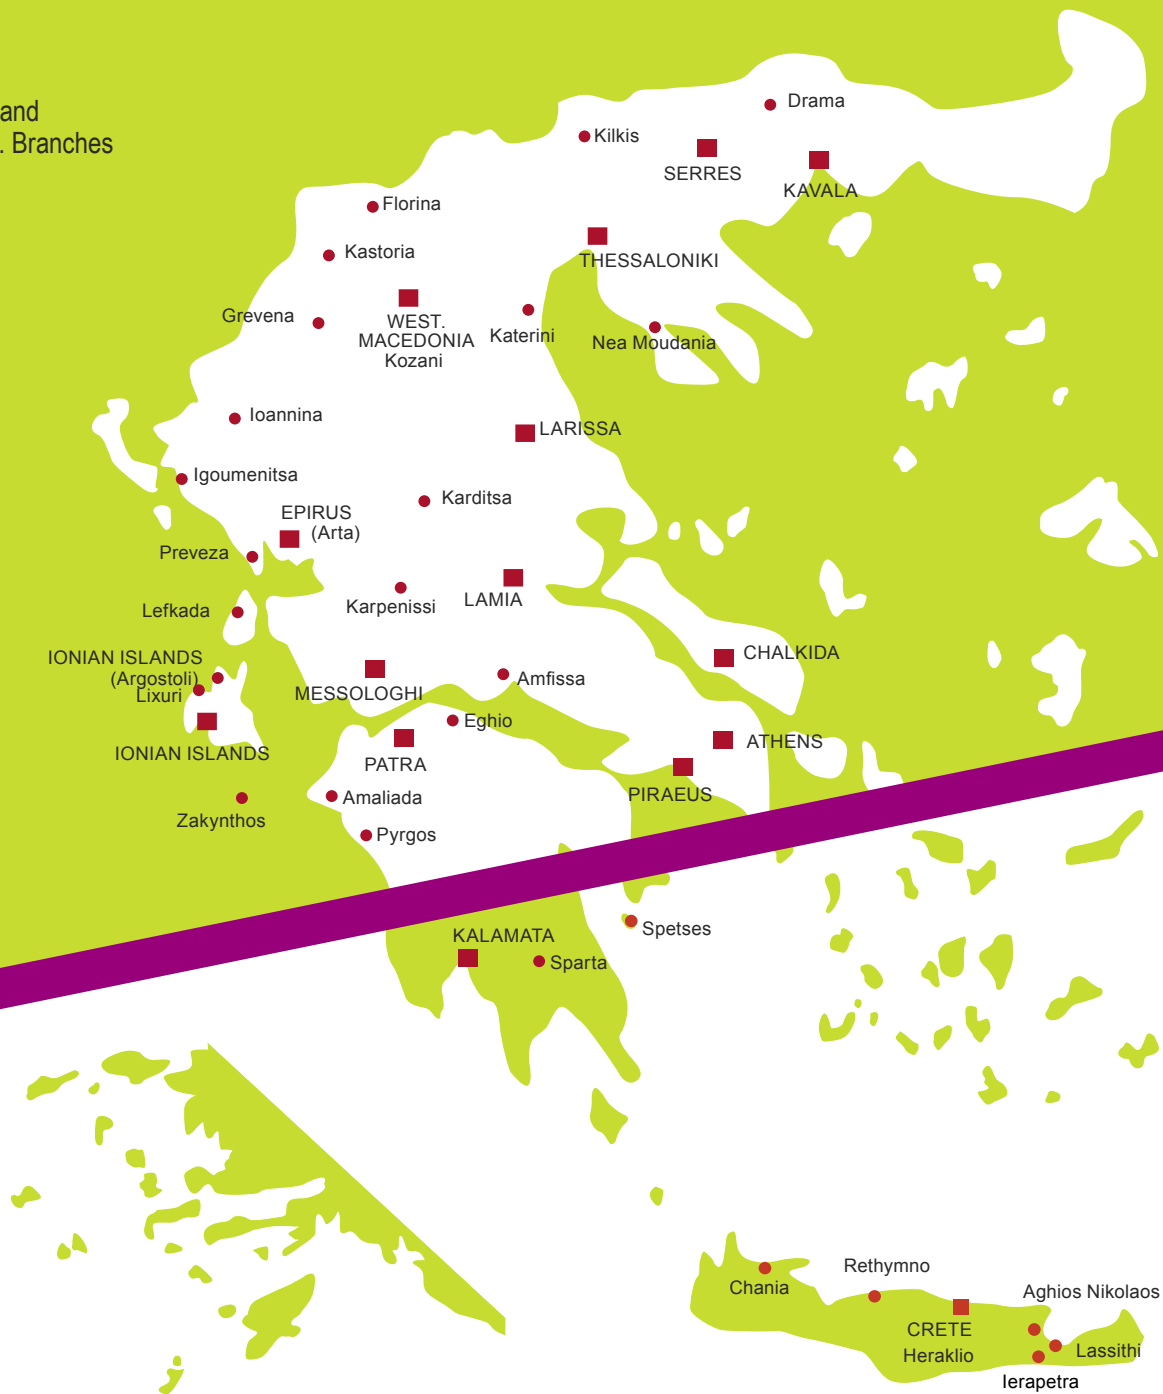 and
. Branches
Drama
Kilkis
SERRES
KAVALA
Florina
Kastoria
THESSALONIKI
Grevena
WEST.
MACEDONIA
Kozani
Katerini
Nea Moudania
Ioannina
LARISSA
Igoumenitsa
Karditsa
EPIRUS
(Arta)
Preveza
Karpenissi
LAMIA
Lefkada
IONIAN ISLANDS
(Argostoli)
Lixuri
CHALKIDA
MESSOLOGHI
Amfissa
Eghio
IONIAN ISLANDS
PATRA
ATHENS
PIRAEUS
Amaliada
Zakynthos
Pyrgos
Spetses
KALAMATA
Sparta
Chania
Rethymno
Aghios Nikolaos
CRETE
Heraklio
Lassithi
Ierapetra